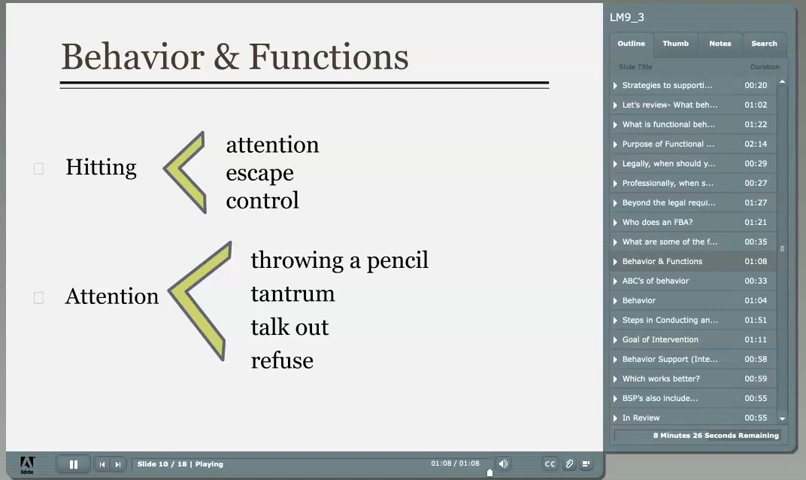 Behavior & Functions
Hitting
attention
escape
control
Attention
throwing a pencil
tantrum
talk out
refuse
LM9_3
Outline Thumb Notes Search
Slide Title Duration
Strategies to supporti... 00:20
Let's review- What beh... 01:02
What is functional beh... 01:22
Purpose of Functional ... 02:14
Legally, when should y... 00:29
Professionally, when s... 00:27
Beyond the legal requi... 01:27
Who does an FBA? 01:21
What are some of the f... 00:35
Behavior & Functions 01:08
ABC's of behavior 00:33
Behavior 01:04
Steps in Conducting an... 01:51
Goal of Intervention 01:11
Behavior Support (Inte... 00:58
Which works better? 00:59
BSP's also include... 00:55
In Review 00:55
8 Minutes 26 Seconds Remaining
Adobe
Slide 10 / 18 | Playing
01:08 / 01:08
CC